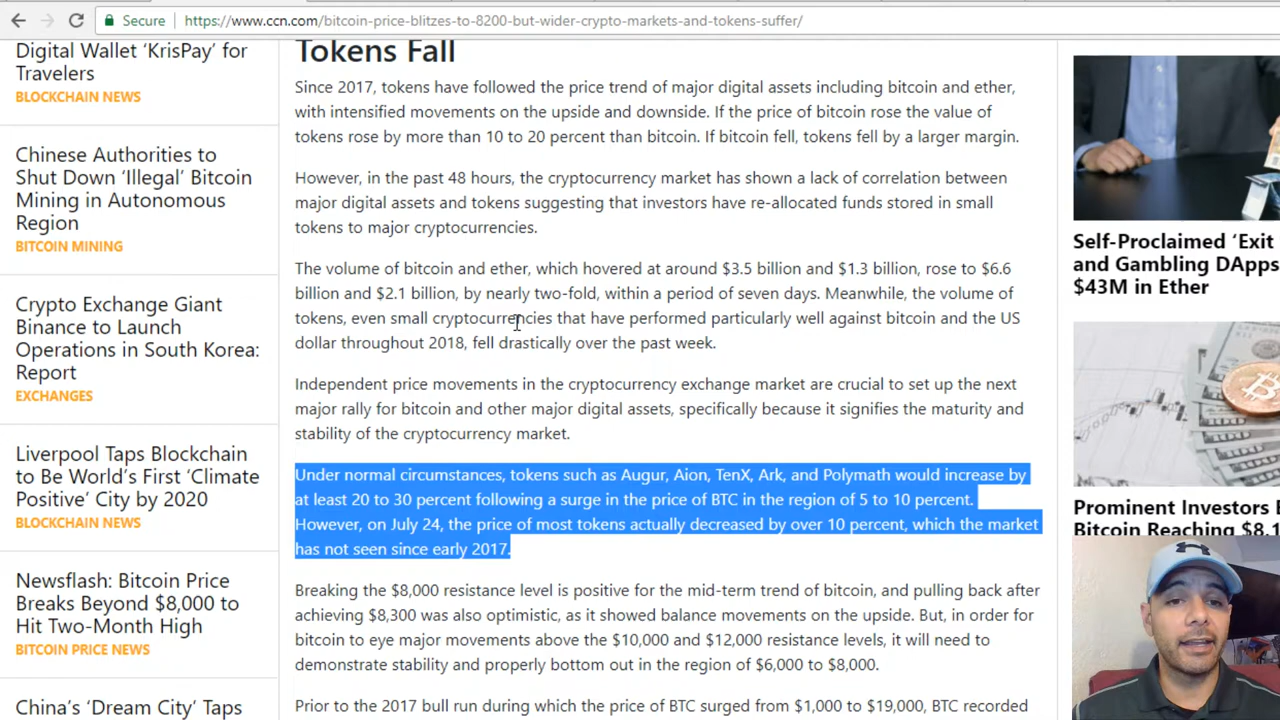 Secure
https://www.ccn.com/bitcoin-price-blitzes-to-8200-but-wider-crypto-markets-and-tokens-suffer/
Digital Wallet ‘KrisPay’ for
Travelers
BLOCKCHAIN NEWS
Chinese Authorities to
Shut Down ‘Illegal’ Bitcoin
Mining in Autonomous
Region
BITCOIN MINING
Crypto Exchange Giant
Binance to Launch
Operations in South Korea:
Report
EXCHANGES
Liverpool Taps Blockchain
to Be World’s First ‘Climate
Positive’ City by 2020
BLOCKCHAIN NEWS
Newsflash: Bitcoin Price
Breaks Beyond $8,000 to
Hit Two-Month High
BITCOIN PRICE NEWS
China’s ‘Dream City’ Taps
Tokens Fall
Since 2017, tokens have followed the price trend of major digital assets including bitcoin and ether,
with intensified movements on the upside and downside. If the price of bitcoin rose the value of
tokens rose by more than 10 to 20 percent than bitcoin. If bitcoin fell, tokens fell by a larger margin.
However, in the past 48 hours, the cryptocurrency market has shown a lack of correlation between
major digital assets and tokens suggesting that investors have re-allocated funds stored in small
tokens to major cryptocurrencies.
The volume of bitcoin and ether, which hovered at around $3.5 billion and $1.3 billion, rose to $6.6
billion and $2.1 billion, by nearly two-fold, within a period of seven days. Meanwhile, the volume of
tokens, even small cryptocurrencies that have performed particularly well against bitcoin and the US
dollar throughout 2018, fell drastically over the past week.
Independent price movements in the cryptocurrency exchange market are crucial to set up the next
major rally for bitcoin and other major digital assets, specifically because it signifies the maturity and
stability of the cryptocurrency market.
Under normal circumstances, tokens such as Augur, Aion, TenX, Ark, and Polymath would increase by
at least 20 to 30 percent following a surge in the price of BTC in the region of 5 to 10 percent.
However, on July 24, the price of most tokens actually decreased by over 10 percent, which the market
has not seen since early 2017.
Breaking the $8,000 resistance level is positive for the mid-term trend of bitcoin, and pulling back after
achieving $8,300 was also optimistic, as it showed balance movements on the upside. But, in order for
bitcoin to eye major movements above the $10,000 and $12,000 resistance levels, it will need to
demonstrate stability and properly bottom out in the region of $6,000 to $8,000.
Prior to the 2017 bull run during which the price of BTC surged from $1,000 to $19,000, BTC recorded
Self-Proclaimed ‘Exit
and Gambling DApps
$43M in Ether
Prominent Investors
Bitcoin Reaching $8,1